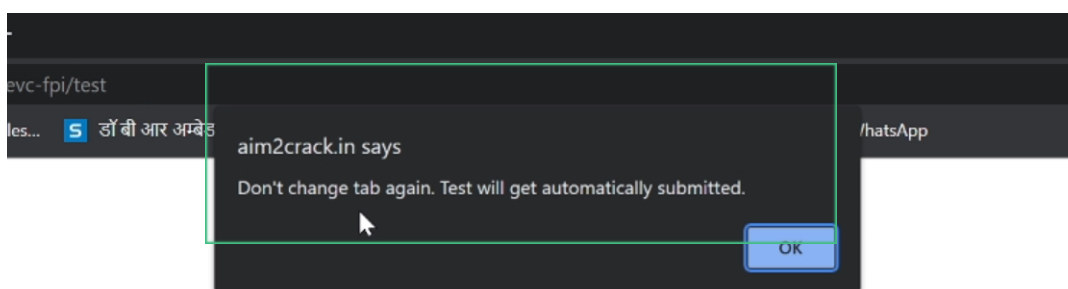 evc-fpi/test
les... S डॉ बी आर अम्बेड
hatsApp
aim2crack.in says
Don't change tab again. Test will get automatically submitted.
OK